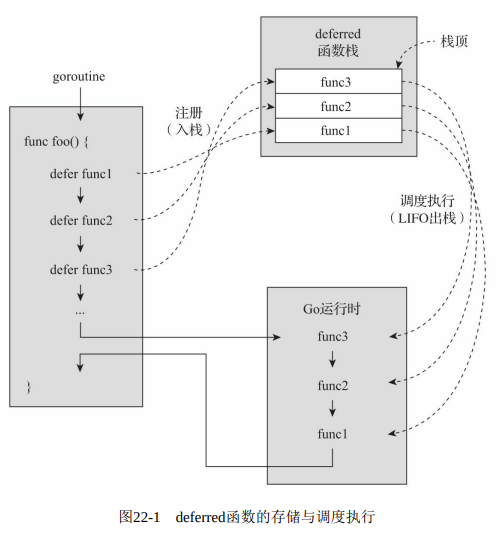 deferred
函数栈
栈顶
func3
func2
func1
goroutine
注册
（入栈）
func foo() {
defer func1
defer func2
defer func3
...
}
调度执行
（LIFO出栈）
Go运行时
func3
func2
func1
图22-1 deferred函数的存储与调度执行